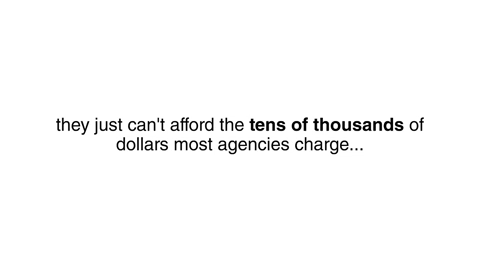 they just can't afford the tens of thousands of
dollars most agencies charge...